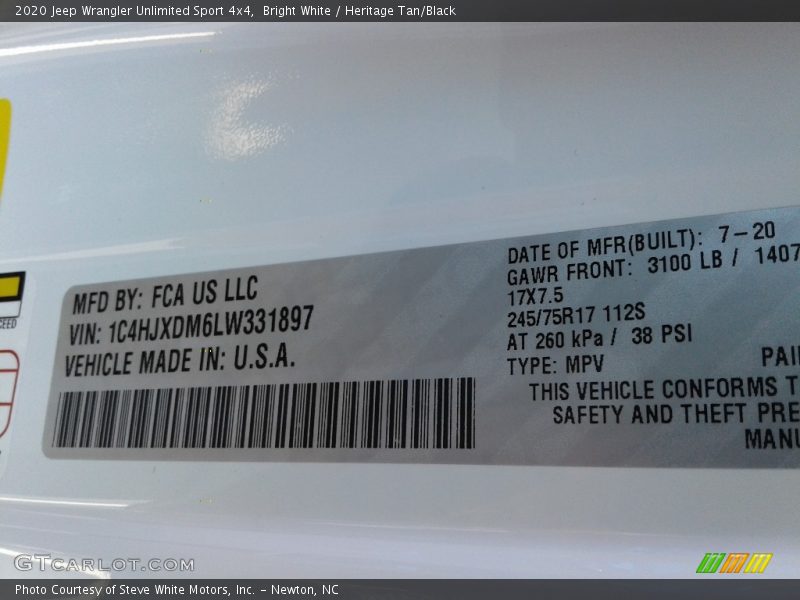 2020 Jeep Wrangler Unlimited Sport 4x4,  Bright White / Heritage Tan/Black
CEED
MFD BY: FCA US LLC
VIN: 1C4HJXDM6LW331897
VEHICLE MADE IN: U.S.A.
DATE OF MFR(BUILT): 7-20
GAWR FRONT: 3100 LB / 1407
17X7.5
245/75R17 112S
AT 260 kPa / 38 PSI
TYPE: MPV
PAI
THIS VEHICLE CONFORMS T
SAFETY AND THEFT PRE
MANU
GTCARLOT.COM
Photo Courtesy of Steve White Motors, Inc. – Newton, NC